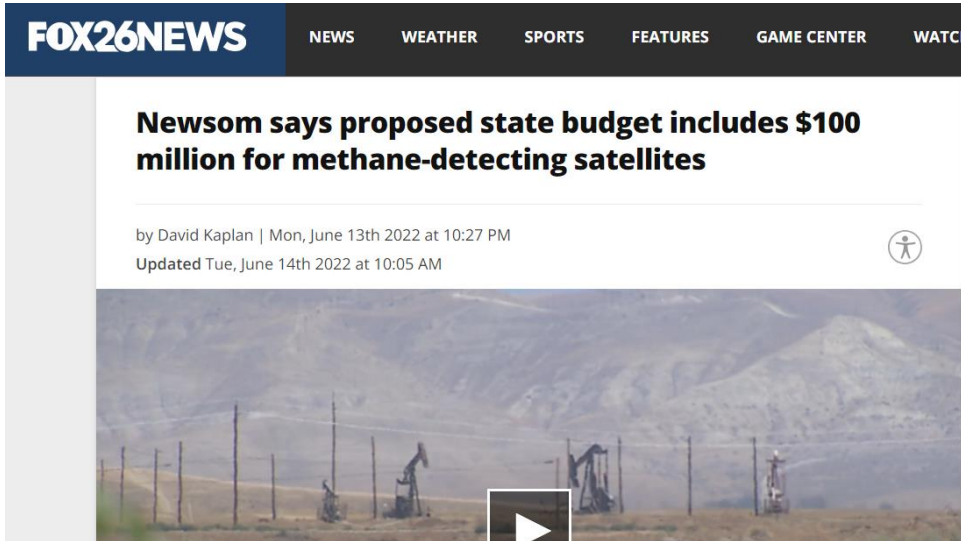 FOX26NEWS
NEWS WEATHER SPORTS FEATURES GAME CENTER WATC
Newsom says proposed state budget includes $100
million for methane-detecting satellites
by David Kaplan | Mon, June 13th 2022 at 10:27 PM
Updated Tue, June 14th 2022 at 10:05 AM